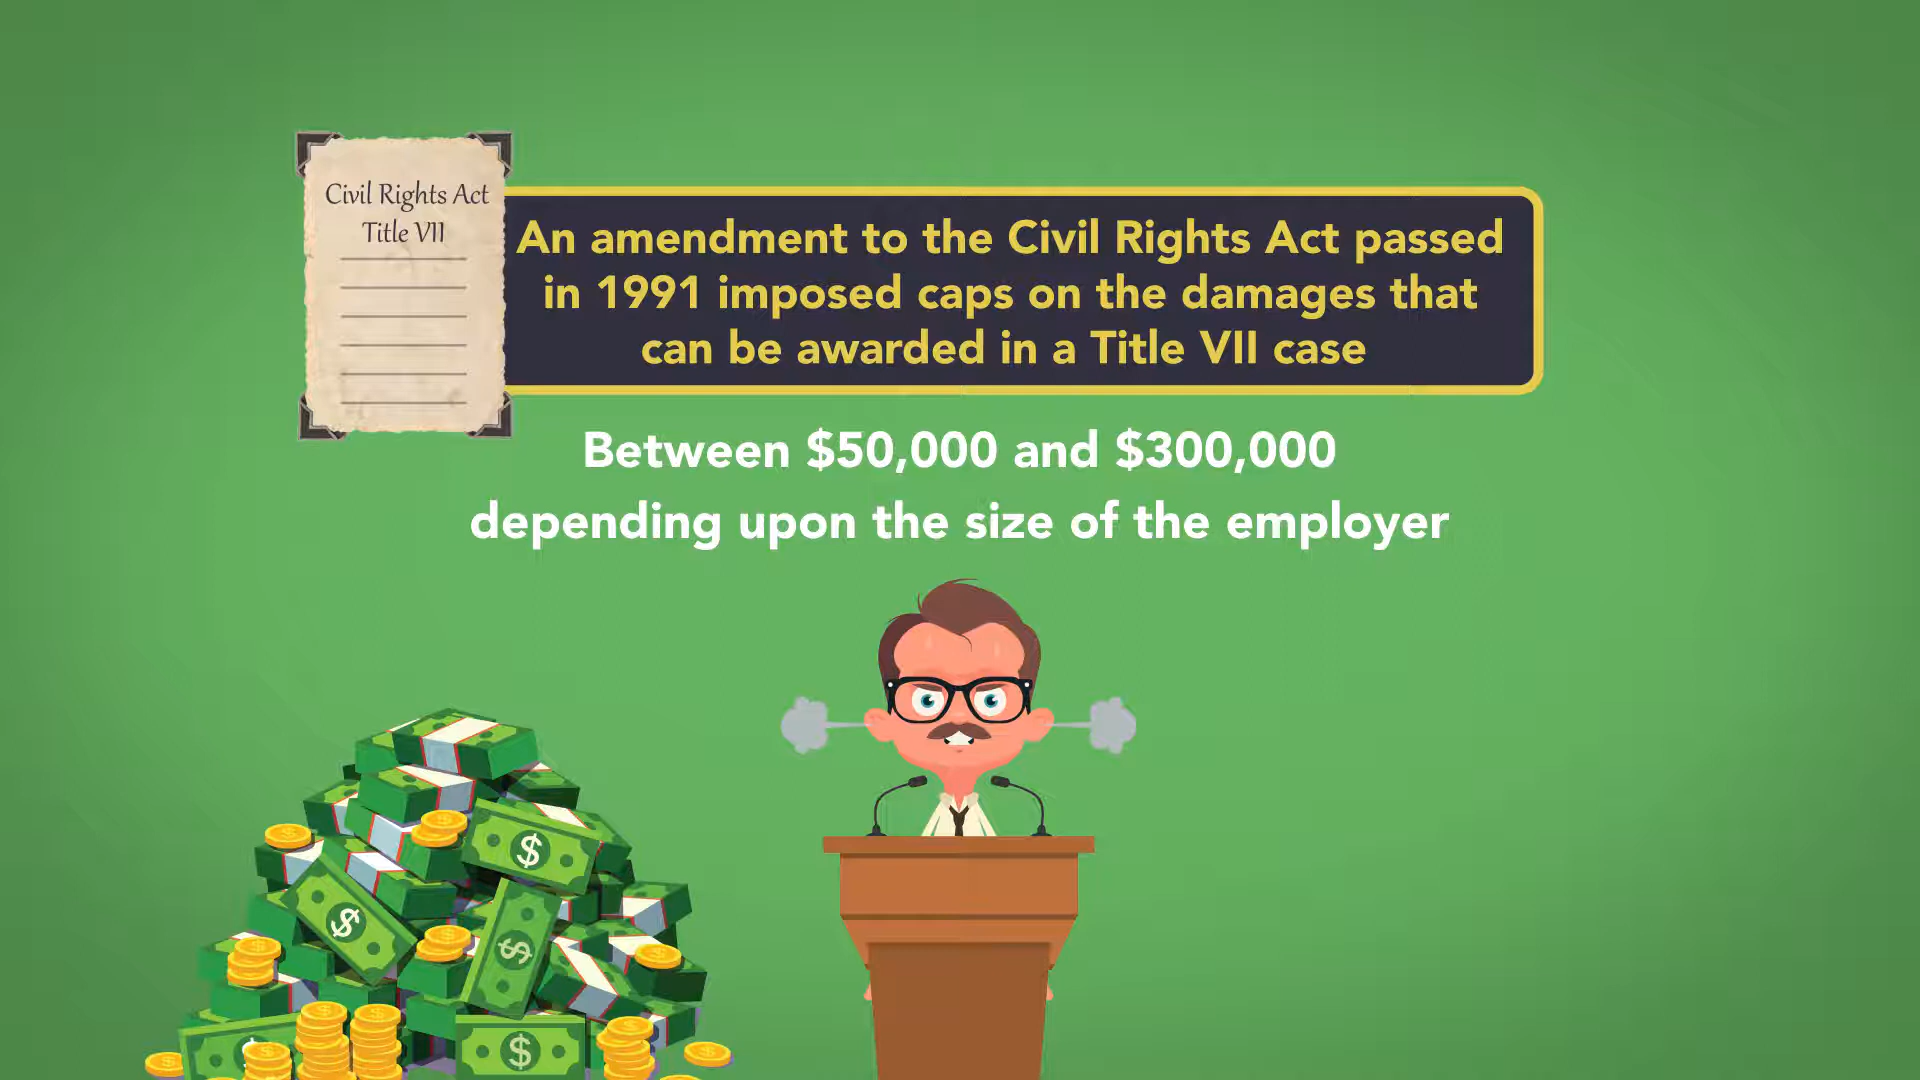 Civil Rights Act
Title VII
An amendment to the Civil Rights Act passed
in 1991 imposed caps on the damages that
can be awarded in a Title VII case
Between $50,000 and $300,000
depending upon the size of the employer